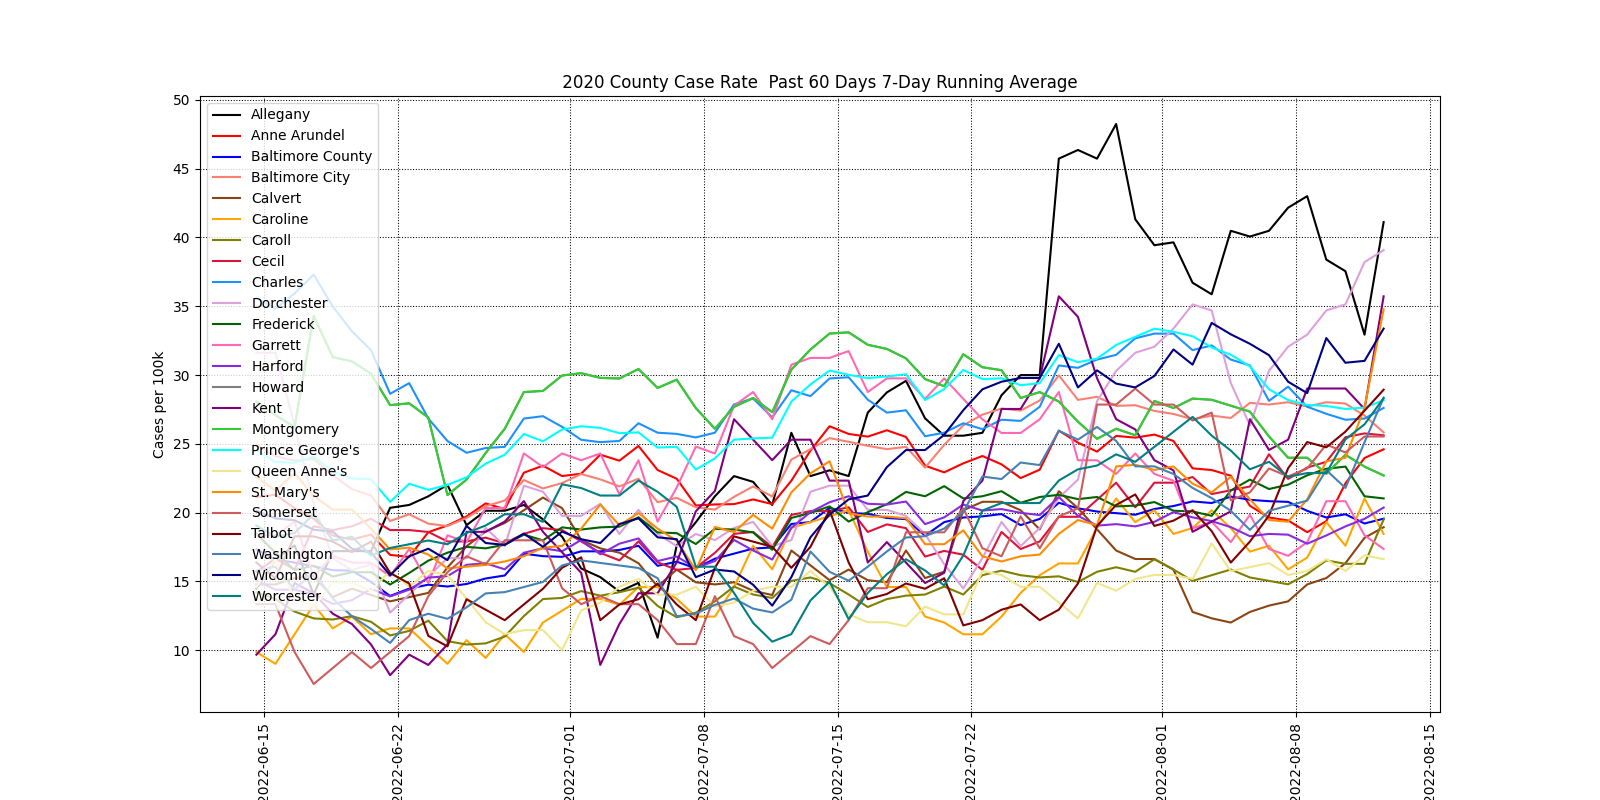 2020 County Case Rate  Past 60 Days 7-Day Running Average
Cases per 100k
50
45
40
35
30
25
20
15
10
Allegany
Anne Arundel
Baltimore County
Baltimore City
Calvert
Caroline
Caroll
Cecil
Charles
Dorchester
Frederick
Garrett
Harford
Howard
Kent
Montgomery
Prince George's
Queen Anne's
St. Mary's
Somerset
Talbot
Washington
Wicomico
Worcester
2022-06-15
2022-06-22
2022-07-01
2022-07-08
2022-07-15
2022-07-22
2022-08-01
2022-08-08
2022-08-15